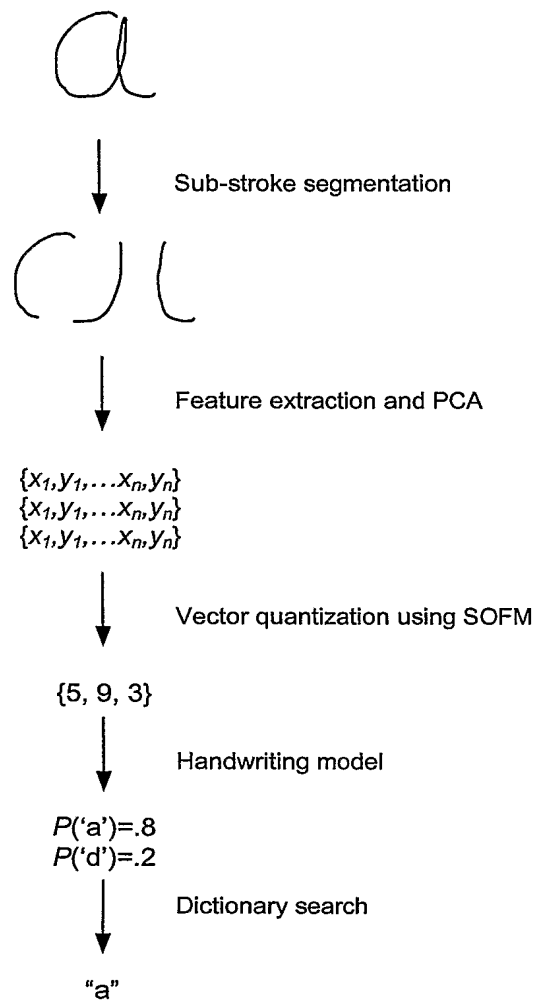 a
Sub-stroke segmentation
Feature extraction and PCA
{x₁,y₁,...xₙ,yₙ}
{x₁,y₁,...xₙ,yₙ}
{x₁,y₁,...xₙ,yₙ}
Vector quantization using SOFM
{5, 9, 3}
Handwriting model
P(‘a’)=.8
P(‘d’)=.2
Dictionary search
“a”